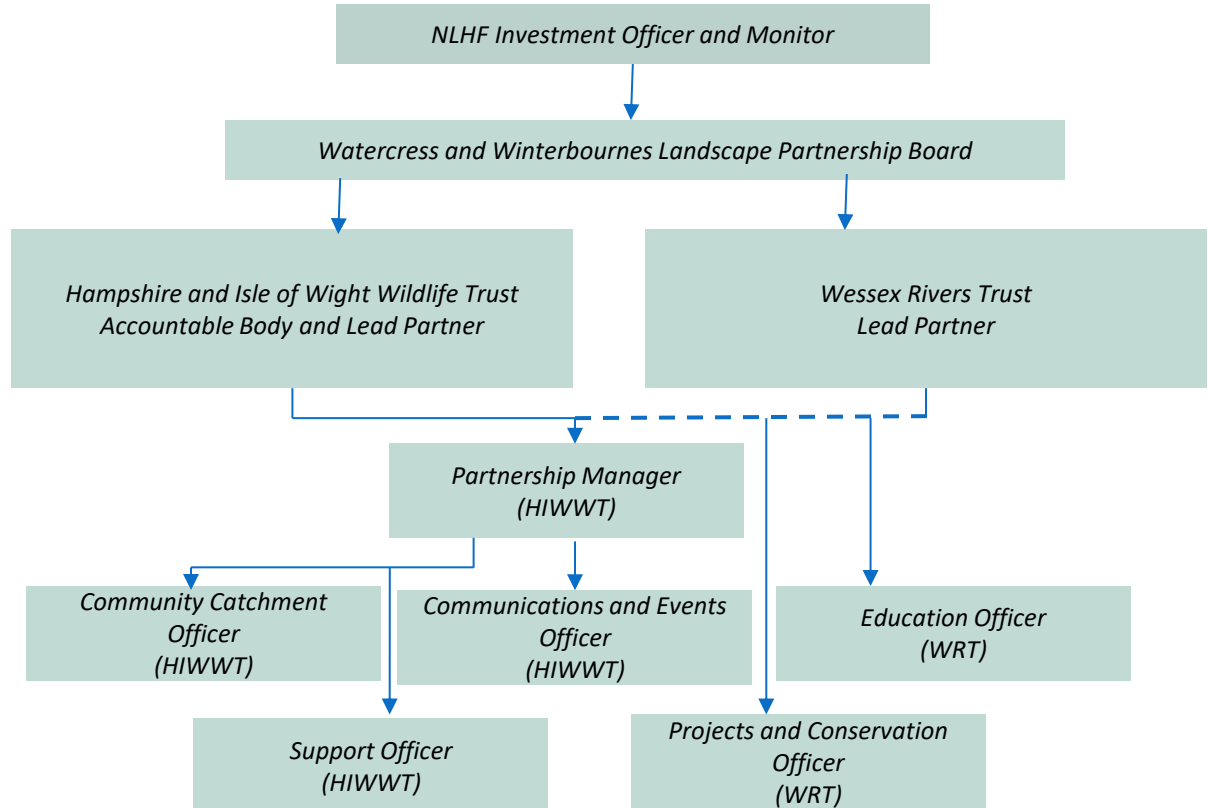 NLHF Investment Officer and Monitor
Watercress and Winterbournes Landscape Partnership Board
Hampshire and Isle of Wight Wildlife Trust
Accountable Body and Lead Partner
Wessex Rivers Trust
Lead Partner
Partnership Manager
(HIWWT)
Community Catchment
Officer
(HIWWT)
Communications and Events
Officer
(HIWWT)
Education Officer
(WRT)
Support Officer
(HIWWT)
Projects and Conservation
Officer
(WRT)